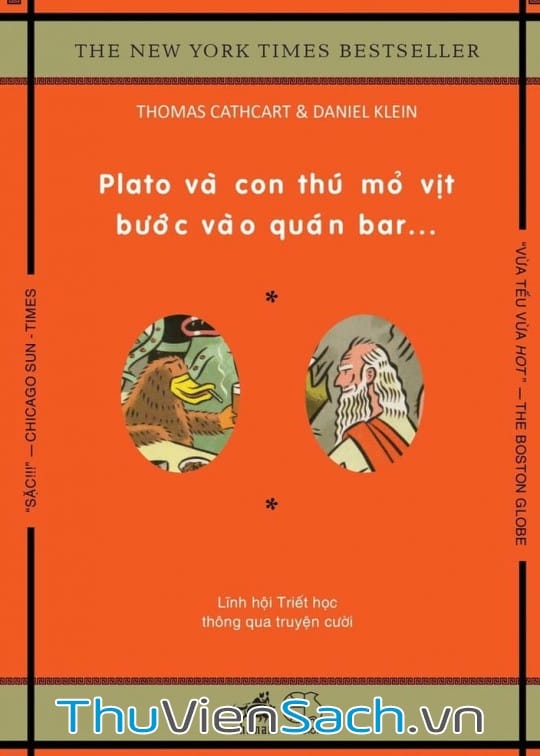 THE NEW YORK TIMES BESTSELLER
THOMAS CATHCART & DANIEL KLEIN
Plato và con thú mỏ vịt
bước vào quán bar...
*
"SẶC!!!" — CHICAGO SUN - TIMES
"VỪA TẾU VỪA HOT" — THE BOSTON GLOBE
*
Lĩnh hội Triết học
thông qua truyện cười
ThuVienSach.vn